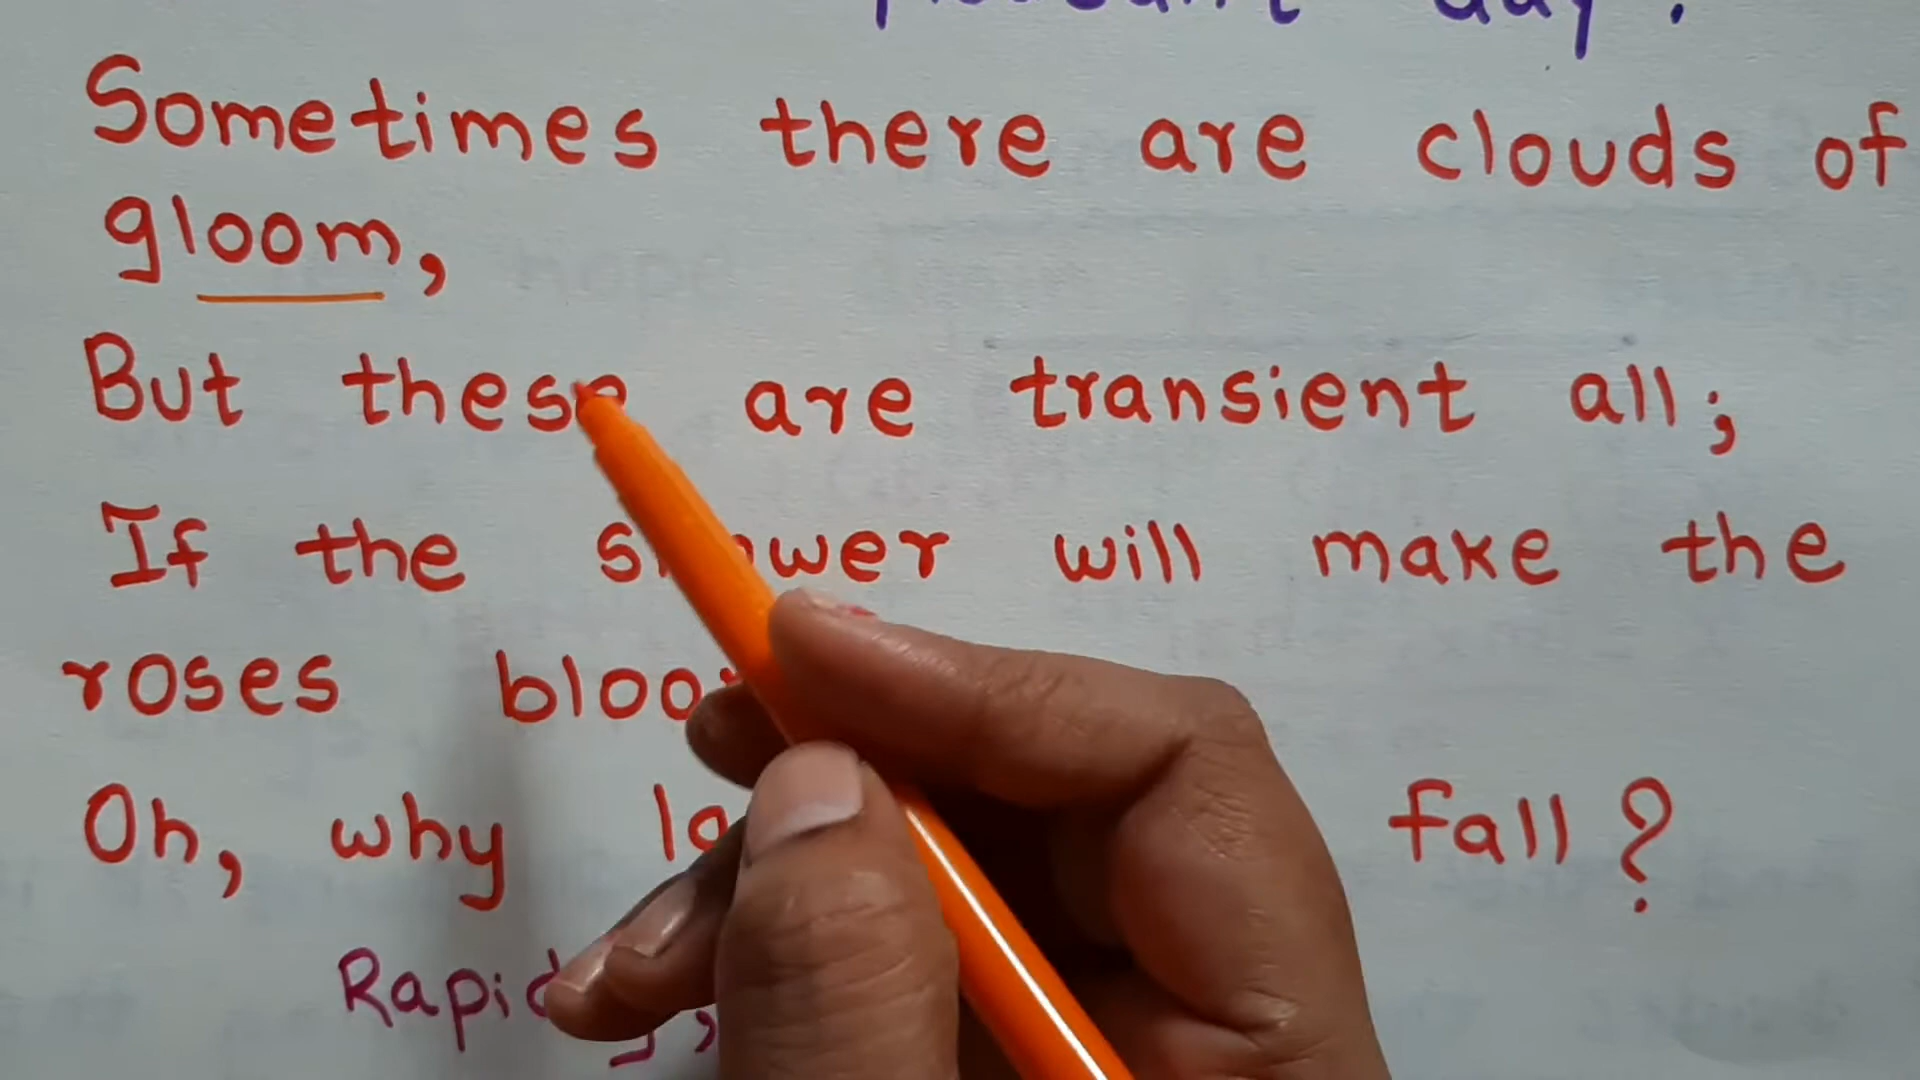 day.
Sometimes there are clouds of
gloom,
But these are transient all;
If the will make the
roses
Oh, why fall?